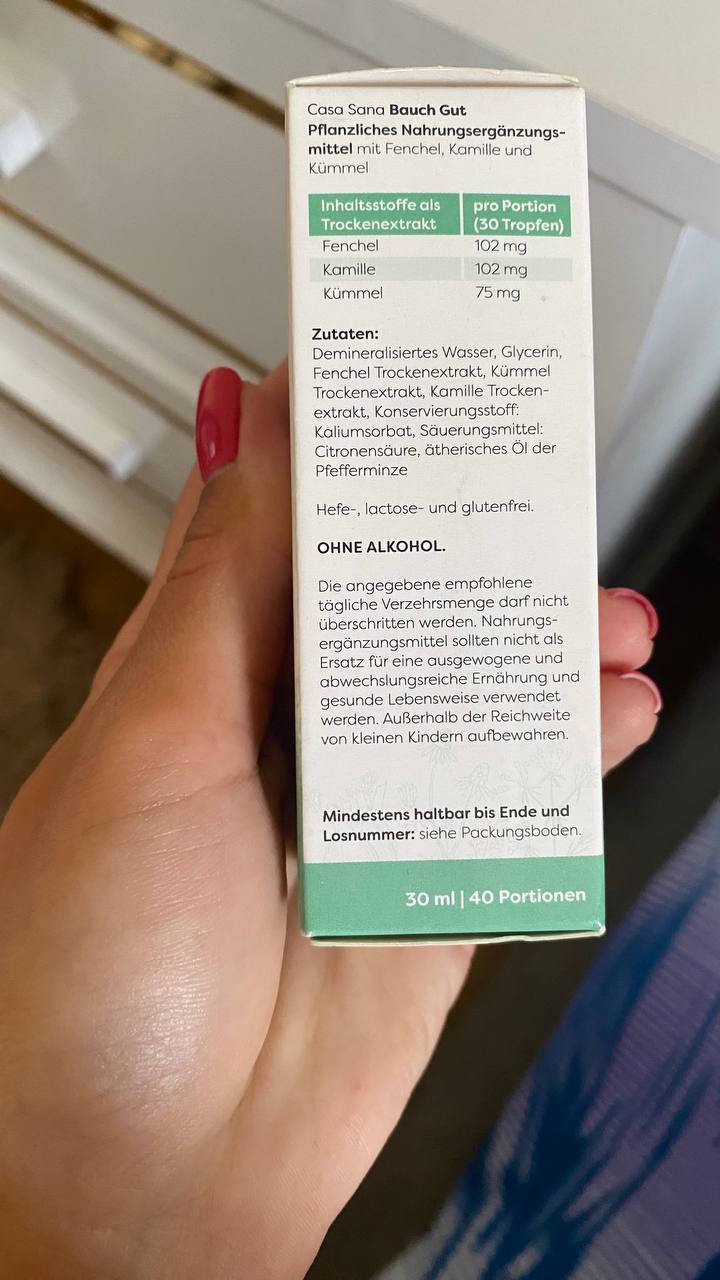 Casa Sana Bauch Gut
Pflanzliches Nahrungsergänzungs-
mittel mit Fenchel, Kamille und
Kümmel
Inhaltsstoffe als
Trockenextrakt
pro Portion
(30 Tropfen)
Fenchel 102 mg
Kamille 102 mg
Kümmel 75 mg
Zutaten:
Demineralisiertes Wasser, Glycerin,
Fenchel Trockenextrakt, Kümmel
Trockenextrakt, Kamille Trocken-
extrakt, Konservierungsstoff:
Kaliumsorbat, Säuerungsmittel:
Citronensäure, ätherisches Öl der
Pfefferminze
Hefe-, lactose- und glutenfrei.
OHNE ALKOHOL.
Die angegebene empfohlene
tägliche Verzehrsmenge darf nicht
überschritten werden. Nahrungs-
ergänzungsmittel sollten nicht als
Ersatz für eine ausgewogene und
abwechslungsreiche Ernährung und
gesunde Lebensweise verwendet
werden. Außerhalb der Reichweite
von kleinen Kindern aufbewahren.
Mindestens haltbar bis Ende und
Losnummer: siehe Packungsboden.
30 ml | 40 Portionen